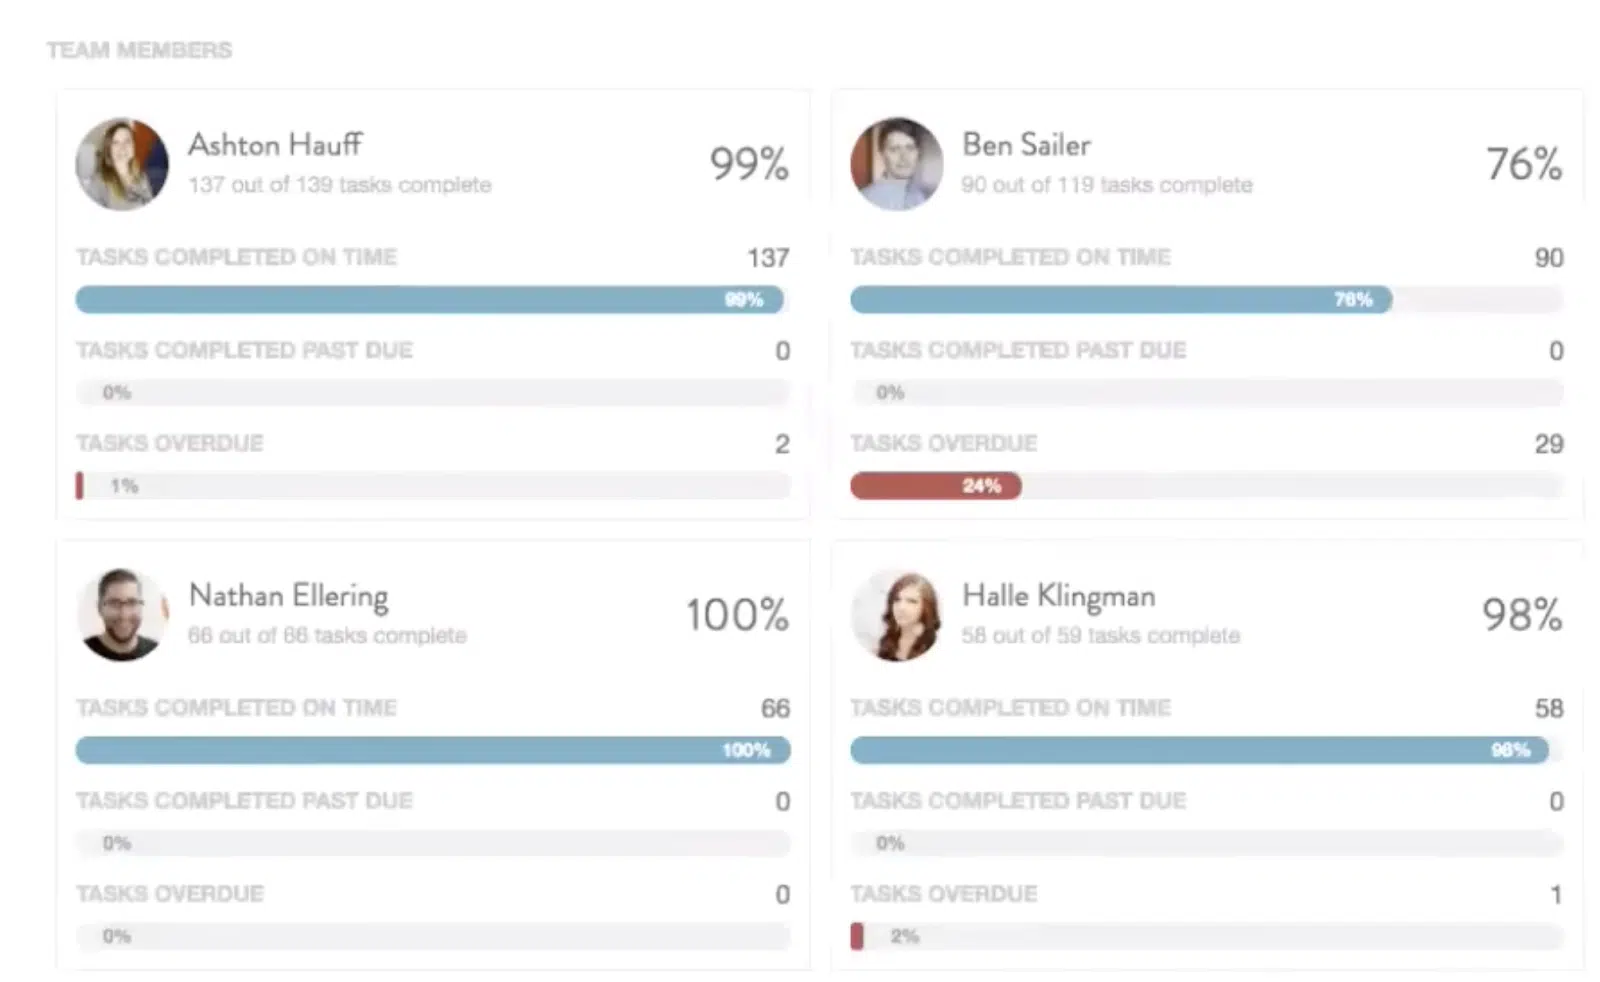 TEAM MEMBERS
Ashton Hauff
137 out of 139 tasks complete
99%
TASKS COMPLETED ON TIME 137
99%
TASKS COMPLETED PAST DUE 0
0%
TASKS OVERDUE 2
1%
Ben Sailer
90 out of 119 tasks complete
76%
TASKS COMPLETED ON TIME 90
76%
TASKS COMPLETED PAST DUE 0
0%
TASKS OVERDUE 29
24%
Nathan Ellering
66 out of 66 tasks complete
100%
TASKS COMPLETED ON TIME 66
100%
TASKS COMPLETED PAST DUE 0
0%
TASKS OVERDUE 0
0%
Halle Klingman
58 out of 59 tasks complete
98%
TASKS COMPLETED ON TIME 58
98%
TASKS COMPLETED PAST DUE 0
0%
TASKS OVERDUE 1
2%